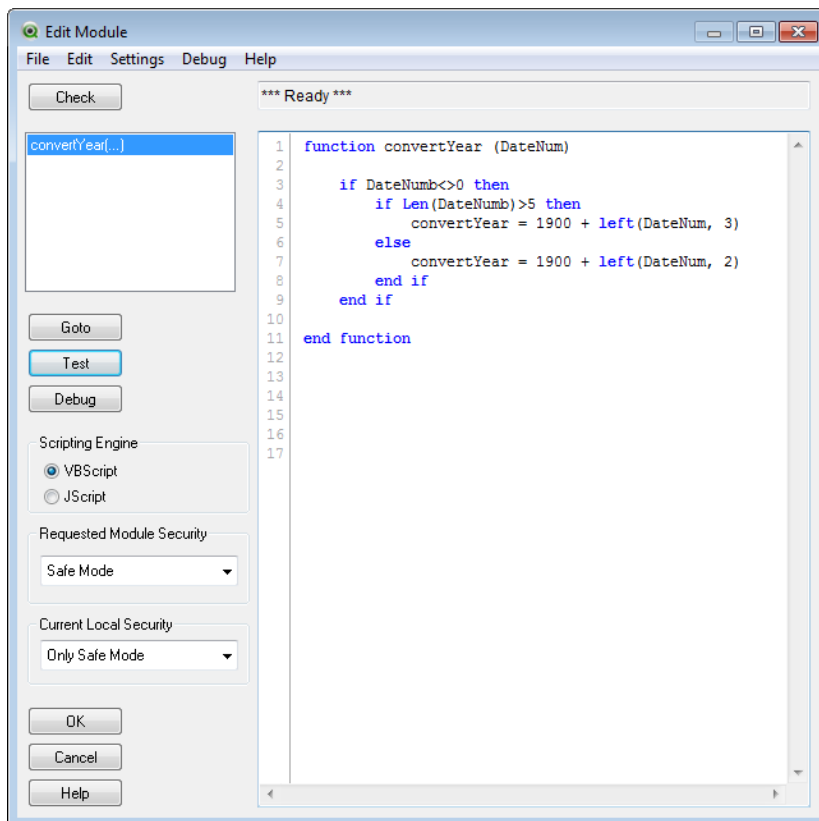 Edit Module
File Edit Settings Debug Help
Check
*** Ready ***
convertYear(...)
1 function convertYear (DateNum)
2
3 if DateNumb<>0 then
4 if Len(DateNumb)>5 then
5 convertYear = 1900 + left(DateNum, 3)
6 else
7 convertYear = 1900 + left(DateNum, 2)
8 end if
9 end if
10
11 end function
12
13
14
15
16
17
Goto
Test
Debug
Scripting Engine
VBScript
JScript
Requested Module Security
Safe Mode
Current Local Security
Only Safe Mode
OK
Cancel
Help